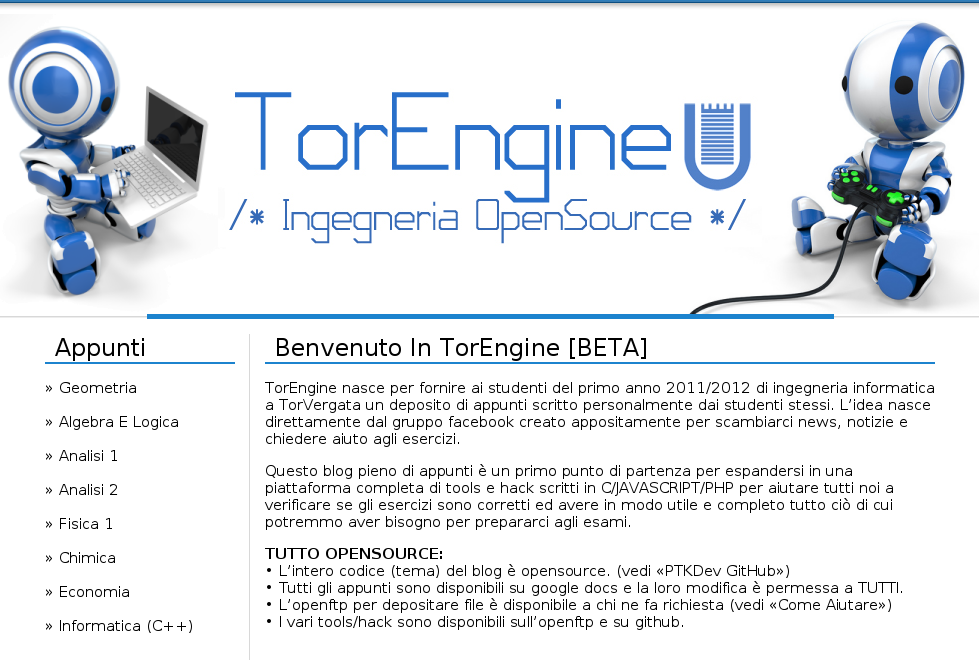 TorEngine
/* Ingegneria OpenSource */
Appunti
» Geometria
» Algebra E Logica
» Analisi 1
» Analisi 2
» Fisica 1
» Chimica
» Economia
» Informatica (C++)
Benvenuto In TorEngine [BETA]
TorEngine nasce per fornire ai studenti del primo anno 2011/2012 di ingegneria informatica
a TorVergata un deposito di appunti scritto personalmente dai studenti stessi. L’idea nasce
direttamente dal gruppo facebook creato appositamente per scambiarci news, notizie e
chiedere aiuto agli esercizi.
Questo blog pieno di appunti è un primo punto di partenza per espandersi in una
piattaforma completa di tools e hack scritti in C/JAVASCRIPT/PHP per aiutare tutti noi a
verificare se gli esercizi sono corretti ed avere in modo utile e completo tutto ciò di cui
potremmo aver bisogno per prepararci agli esami.
TUTTO OPENSOURCE:
• L’intero codice (tema) del blog è opensource. (vedi «PTKDev GitHub»)
• Tutti gli appunti sono disponibili su google docs e la loro modifica è permessa a TUTTI.
• L’openftp per depositare file è disponibile a chi ne fa richiesta (vedi «Come Aiutare»)
• I vari tools/hack sono disponibili sull’openftp e su github.